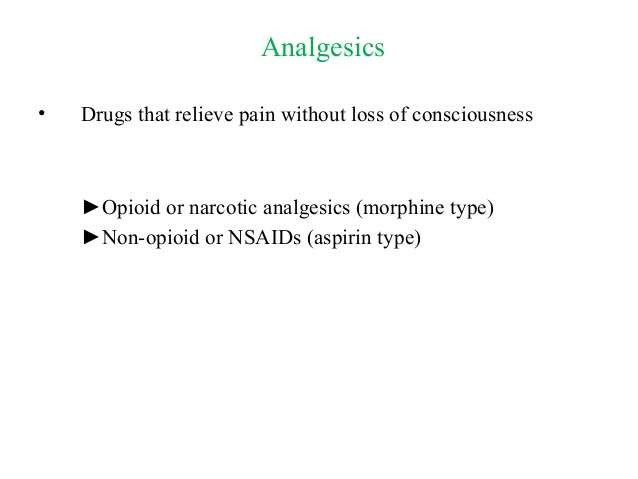 Analgesics
• Drugs that relieve pain without loss of consciousness
►Opioid or narcotic analgesics (morphine type)
►Non-opioid or NSAIDs (aspirin type)